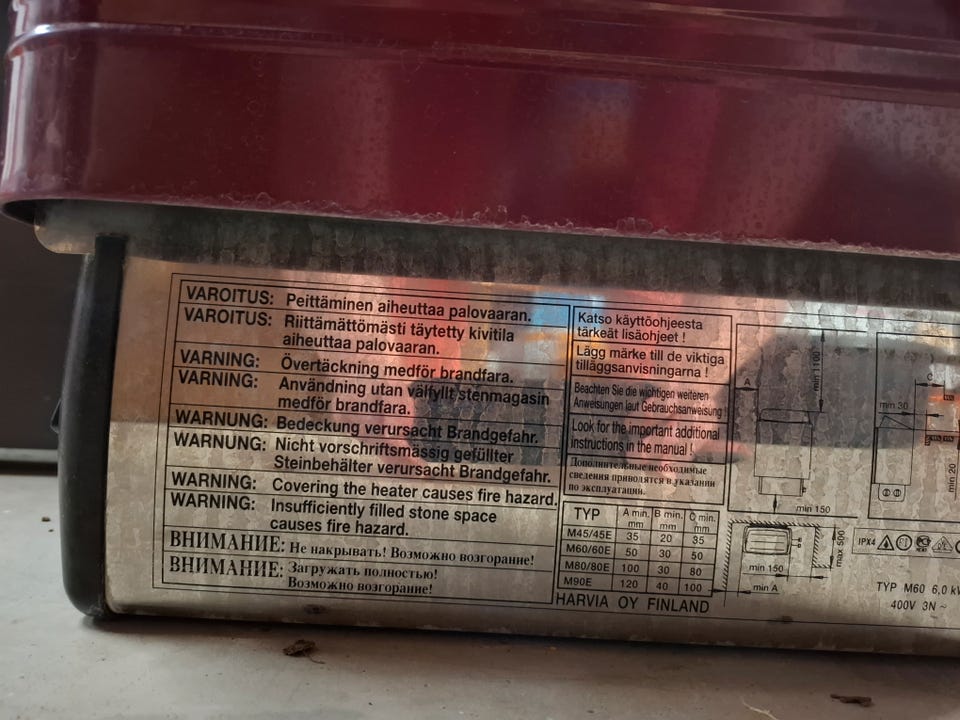 VAROITUS: Peittäminen aiheuttaa palovaaran.
VAROITUS: Riittämättömästi täytetty kivitila
aiheuttaa palovaaran.
VARNING: Övertäckning medför brandfara.
VARNING: Användning utan välfyllt stenmagasin
medför brandfara.
WARNUNG: Bedeckung verursacht Brandgefahr.
WARNUNG: Nicht vorschriftsmässig gefüllter
Steinbehälter verursacht Brandgefahr.
WARNING: Covering the heater causes fire hazard.
WARNING: Insufficiently filled stone space
causes fire hazard.
ВНИМАНИЕ: Не накрывать! Возможно возгорание!
ВНИМАНИЕ: Загружать полностью!
Возможно возгорание!
Katso käyttöohjeesta
tärkeät lisäohjeet !
Lägg märke till de viktiga
tilläggsanvisningarna !
Beachten Sie die wichtigen weiteren
Anweisungen laut Gebrauchsanweisung !
Look for the important additional
instructions in the manual !
Дополнительные необходимые
сведения приводятся в указании
по эксплуатации.
TYP A min. mm B min. mm C min. mm
M45/45E 35 20 35
M60/60E 50 30 50
M80/80E 100 30 80
M90E 120 40 100
HARVIA OY FINLAND
A
min 1100
min 150
min 150
max 500
min A
C
min 30
min 20
IPX4
TYP M60 6,0 kW
400V 3N ~